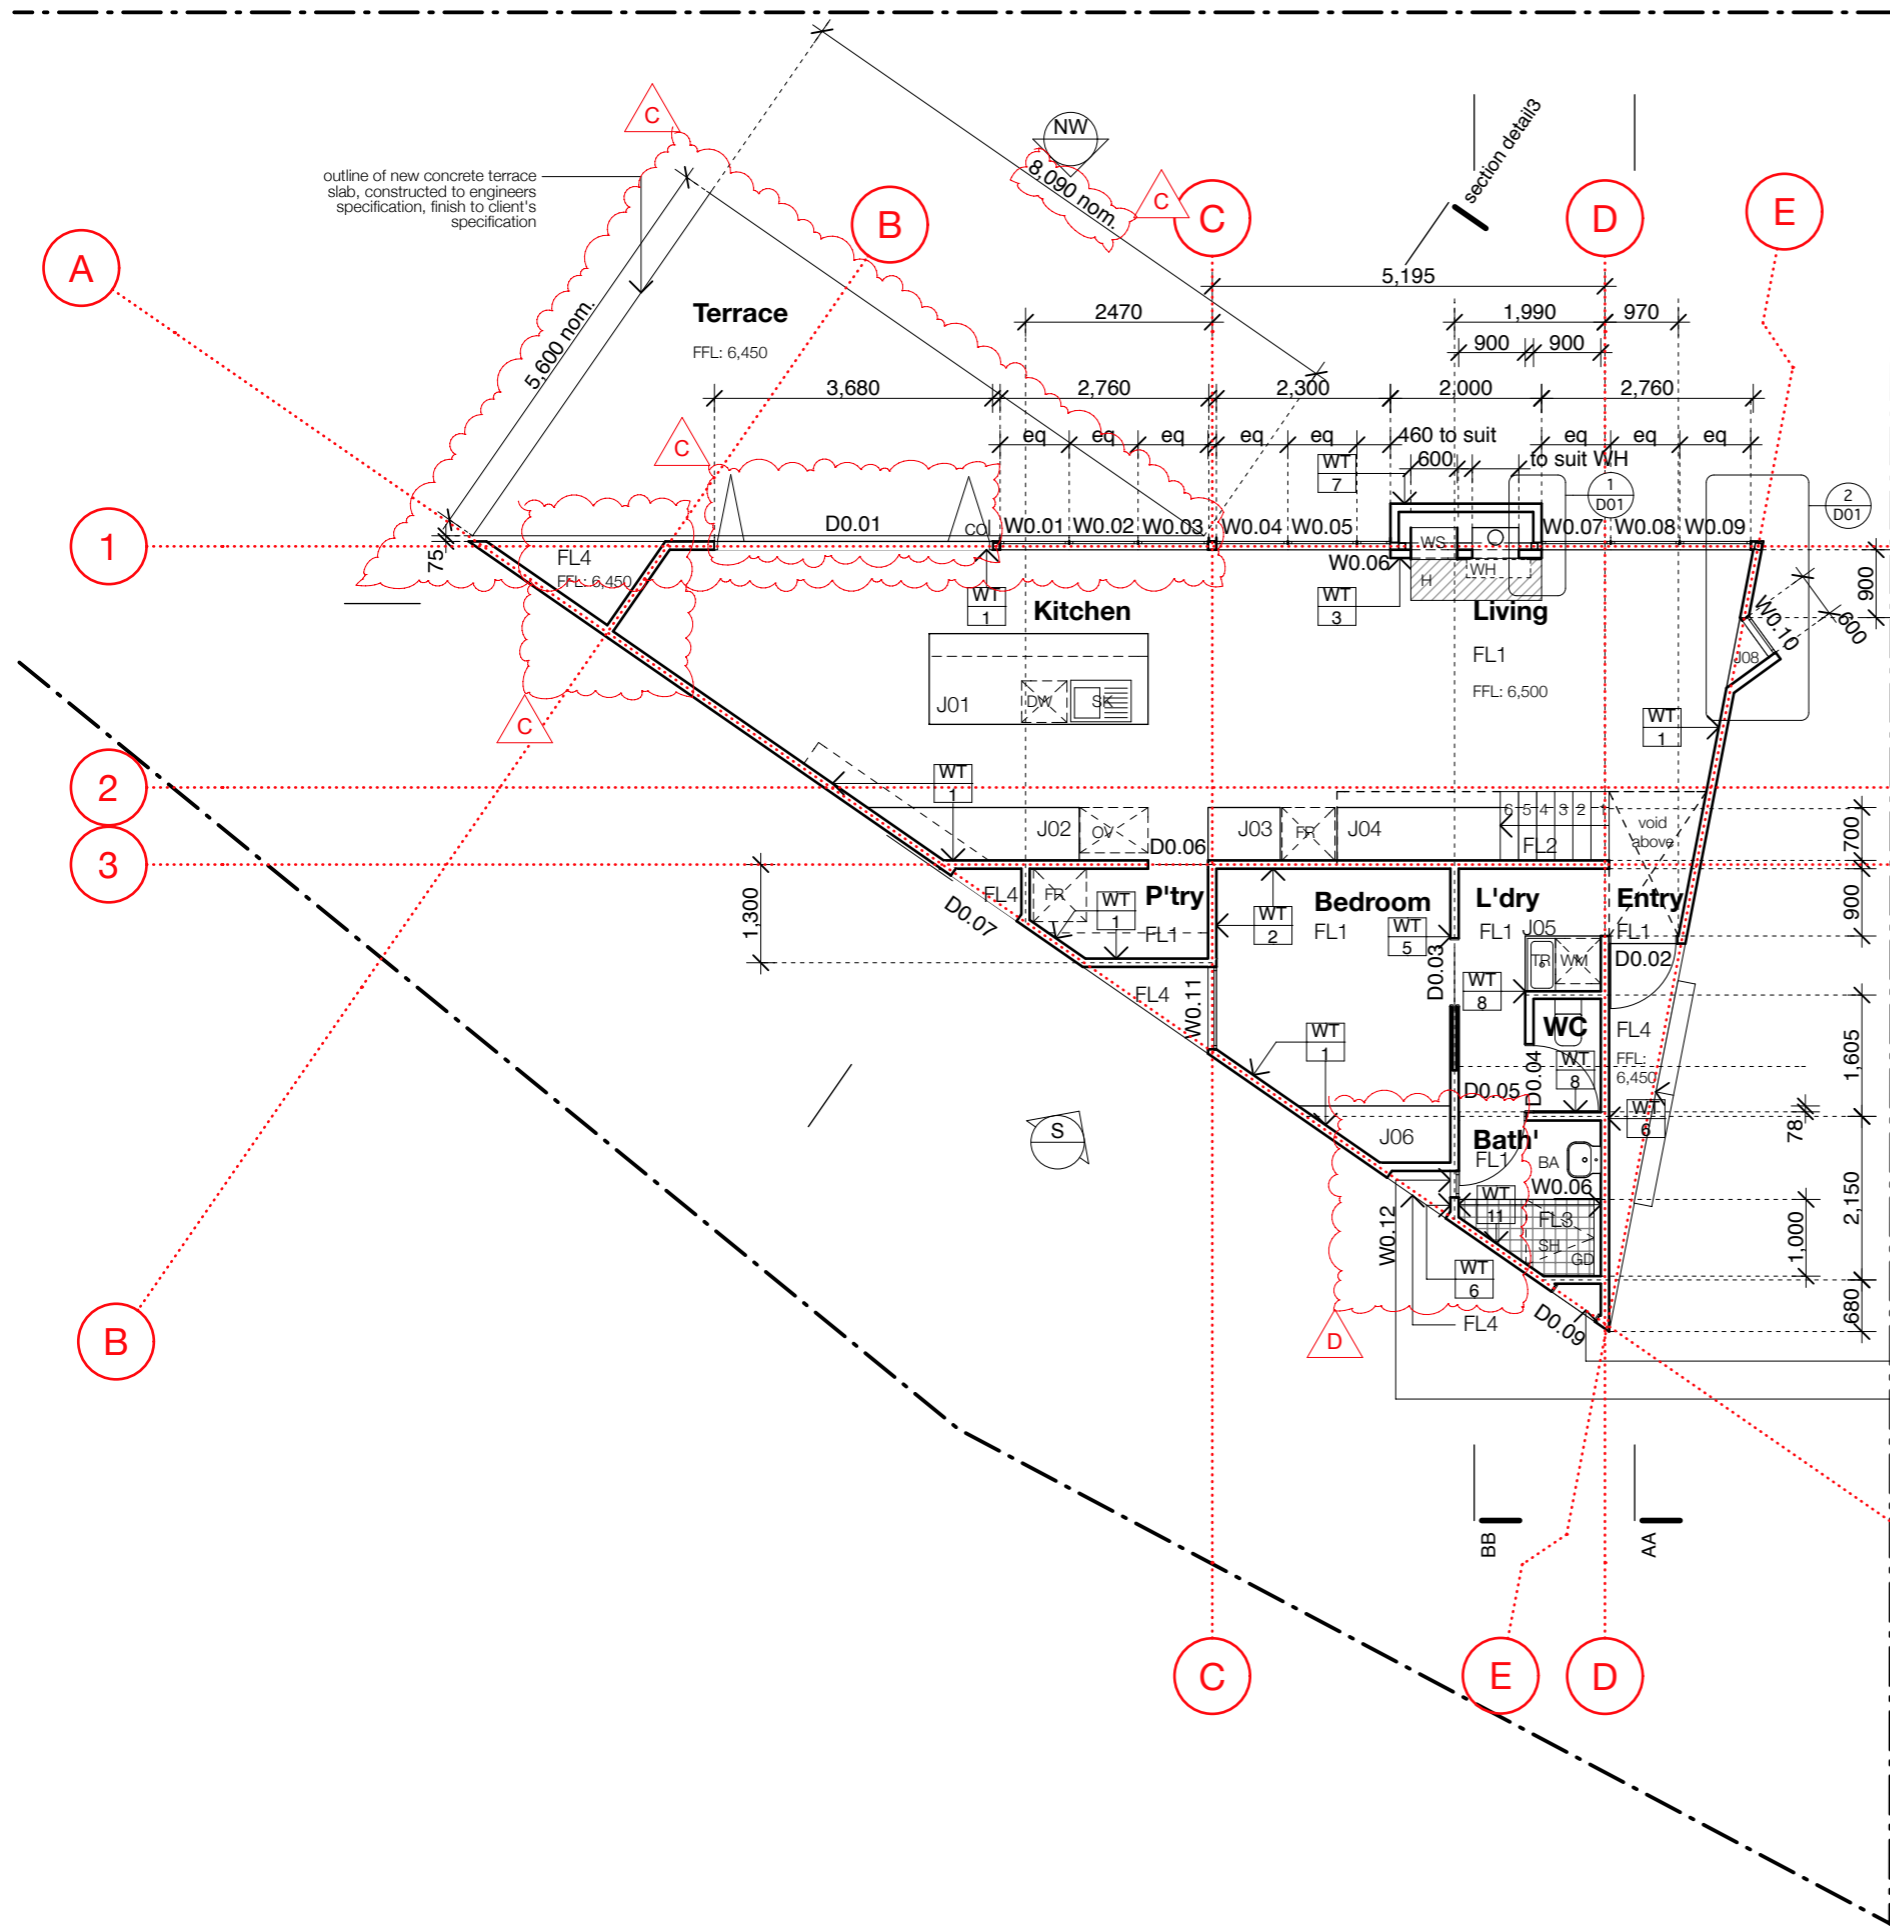 C
NW
section detail3
outline of new concrete terrace
slab, constructed to engineers
specification, finish to client's
specification
8,090 nom.
C
A
B
C
D
E
5,195
Terrace
FFL: 6,450
2470
1,990
970
900
900
5,600 nom.
3,680
2,760
2,300
2,000
2,760
C
eq
eq
eq
eq
eq
460 to suit
eq
eq
eq
WT
7
600
to suit WH
1
D01
2
D01
1
75
D0.01
CO
W0.01
W0.02
W0.03
W0.04
W0.05
WS
W0.07
W0.08
W0.09
FL4
FFL: 6,450
W0.06
H
WH
900
WT
1
Kitchen
WT
3
Living
W0.10
600
FL1
J08
FFL: 6,500
J01
DW
SK
C
WT
1
2
WT
1
3
J02
OV
D0.06
J03
FR
J04
6
5
4
3
2
1
FL2
void
above
700
1,300
D0.07
FL4
FR
WT
1
P'try
FL1
WT
2
Bedroom
FL1
WT
5
L'dry
FL1
J05
Entry
FL1
900
TR
WM
D0.02
D0.03
FL4
W0.11
WT
8
WC
FL4
FFL:
6,450
1,605
WT
1
D0.04
WT
8
D0.05
WT
6
78
S
J06
Bath'
FL1
BA
W0.06
2,150
WT
11
FL3
SH
GD
1,000
W0.12
WT
6
FL4
D0.09
680
B
D
BB
AA
C
E
D